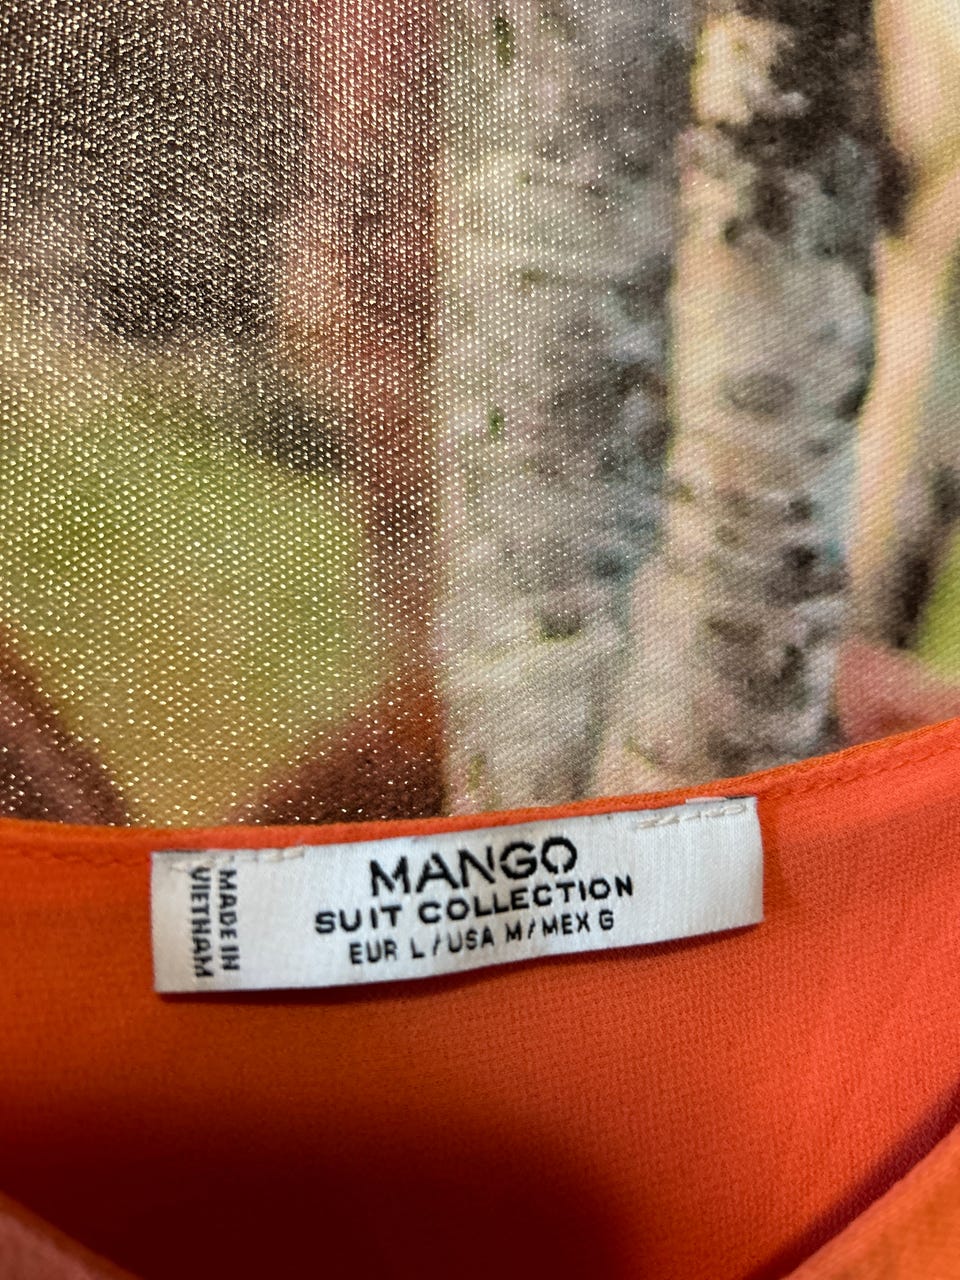 MANGO
SUIT COLLECTION
EUR L/USA M/MEX G
MADE IN
VIETNAM